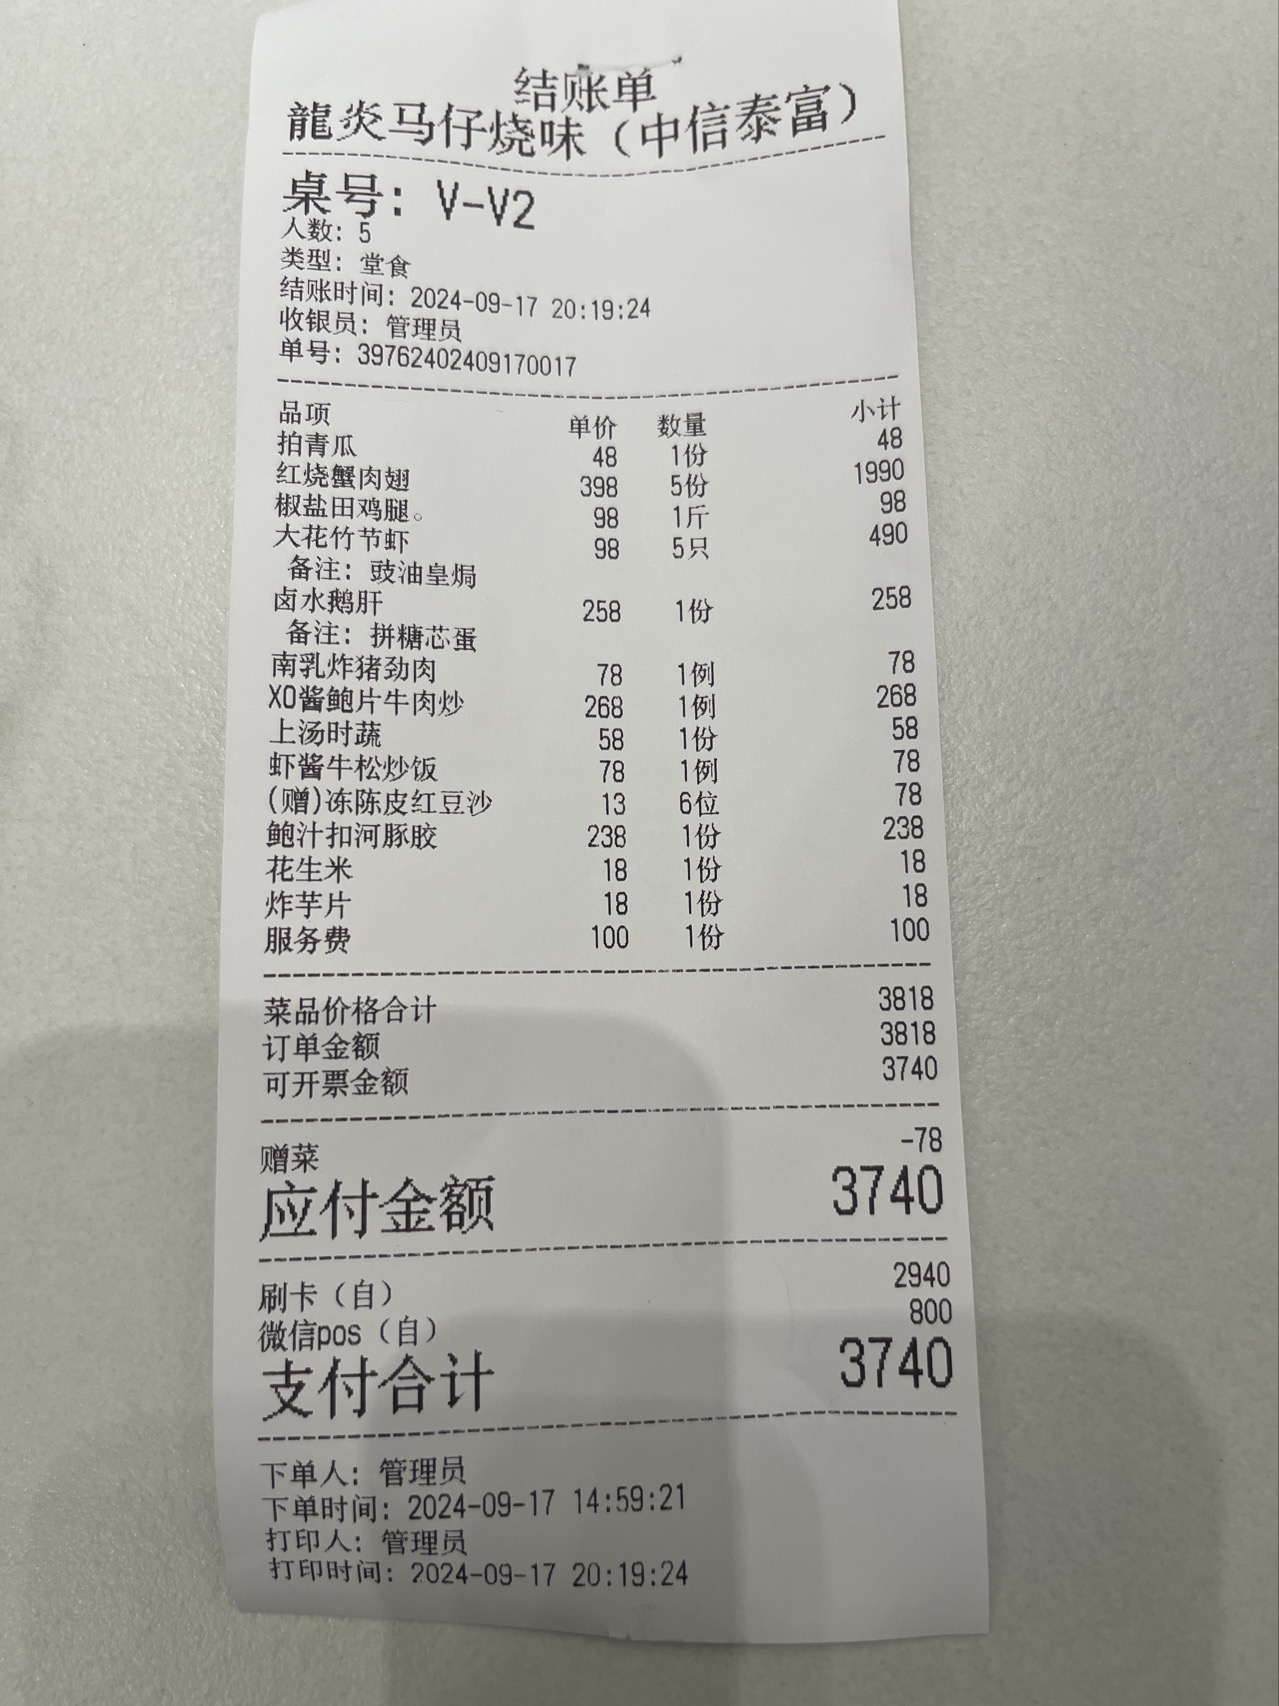 结账单
龍炎马仔烧味（中信泰富）
桌号：V-V2
人数：5
类型：堂食
结账时间：2024-09-17 20:19:24
收银员：管理员
单号：39762402409170017
品项 单价 数量 小计
拍青瓜 48 1份 48
红烧蟹肉翅 398 5份 1990
椒盐田鸡腿。 98 1斤 98
大花竹节虾 98 5只 490
备注：豉油皇焗
卤水鹅肝 258 1份 258
备注：拼糖芯蛋
南乳炸猪劲肉 78 1例 78
XO酱鲍片牛肉炒 268 1例 268
上汤时蔬 58 1份 58
虾酱牛松炒饭 78 1例 78
(赠)冻陈皮红豆沙 13 6位 78
鲍汁扣河豚胶 238 1份 238
花生米 18 1份 18
炸芋片 18 1份 18
服务费 100 1份 100
菜品价格合计 3818
订单金额 3818
可开票金额 3740
赠菜 -78
应付金额 3740
刷卡（自） 2940
微信pos（自） 800
支付合计 3740
下单人：管理员
下单时间：2024-09-17 14:59:21
打印人：管理员
打印时间：2024-09-17 20:19:24